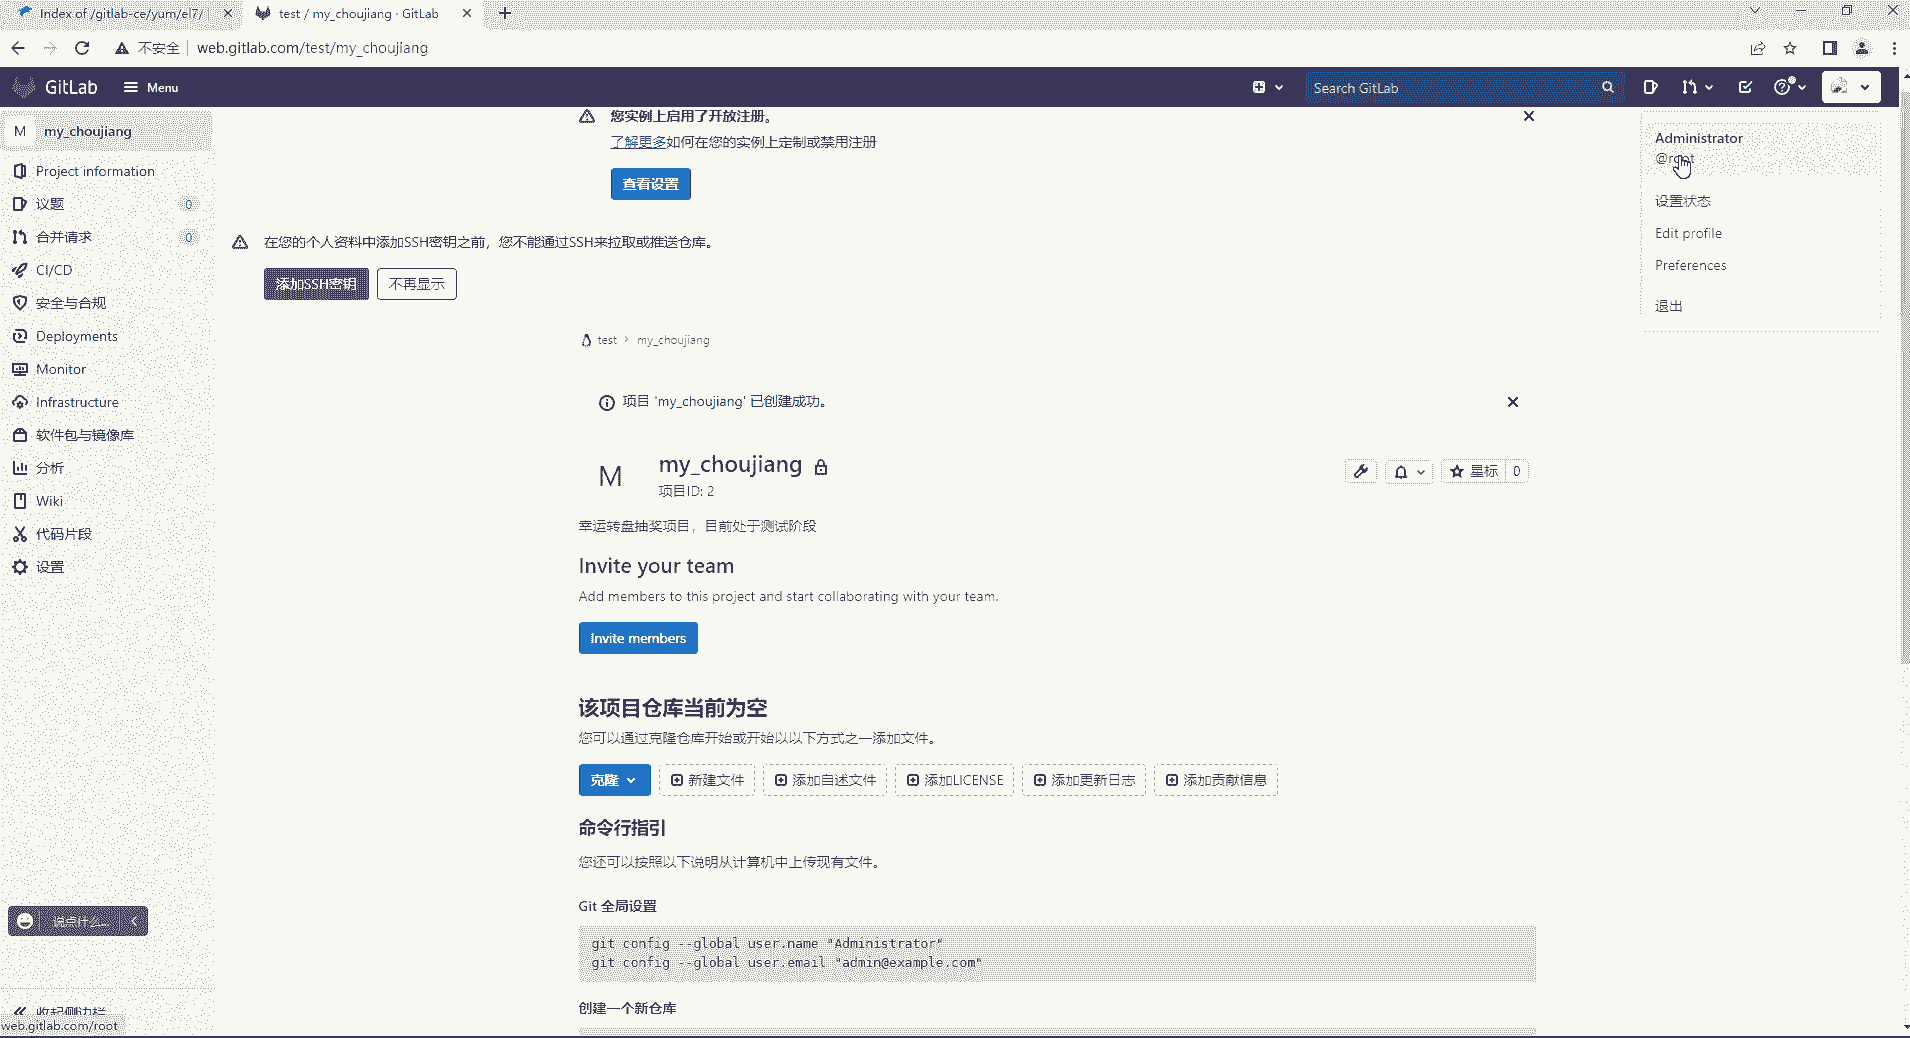 Index of /gitlab-ce/yum/el7/
test / my_choujiang · GitLab
不安全
web.gitlab.com/test/my_choujiang
GitLab
Menu
Search GitLab
M my_choujiang
Project information
议题 0
合并请求 0
CI/CD
安全与合规
Deployments
Monitor
Infrastructure
软件包与镜像库
分析
Wiki
代码片段
设置
说点什么...
收起侧边栏
web.gitlab.com/root
您实例上启用了开放注册。
了解更多如何在您的实例上定制或禁用注册
查看设置
在您的个人资料中添加SSH密钥之前，您不能通过SSH来拉取或推送仓库。
添加SSH密钥 不再显示
test › my_choujiang
项目 'my_choujiang' 已创建成功。
M
my_choujiang
项目ID: 2
星标 0
幸运转盘抽奖项目，目前处于测试阶段
Invite your team
Add members to this project and start collaborating with your team.
Invite members
该项目仓库当前为空
您可以通过克隆仓库开始或开始以以下方式之一添加文件。
克隆 新建文件 添加自述文件 添加LICENSE 添加更新日志 添加贡献信息
命令行指引
您还可以按照以下说明从计算机中上传现有文件。
Git 全局设置
git config --global user.name "Administrator"
git config --global user.email "admin@example.com"
创建一个新仓库
Administrator
@root
设置状态
Edit profile
Preferences
退出